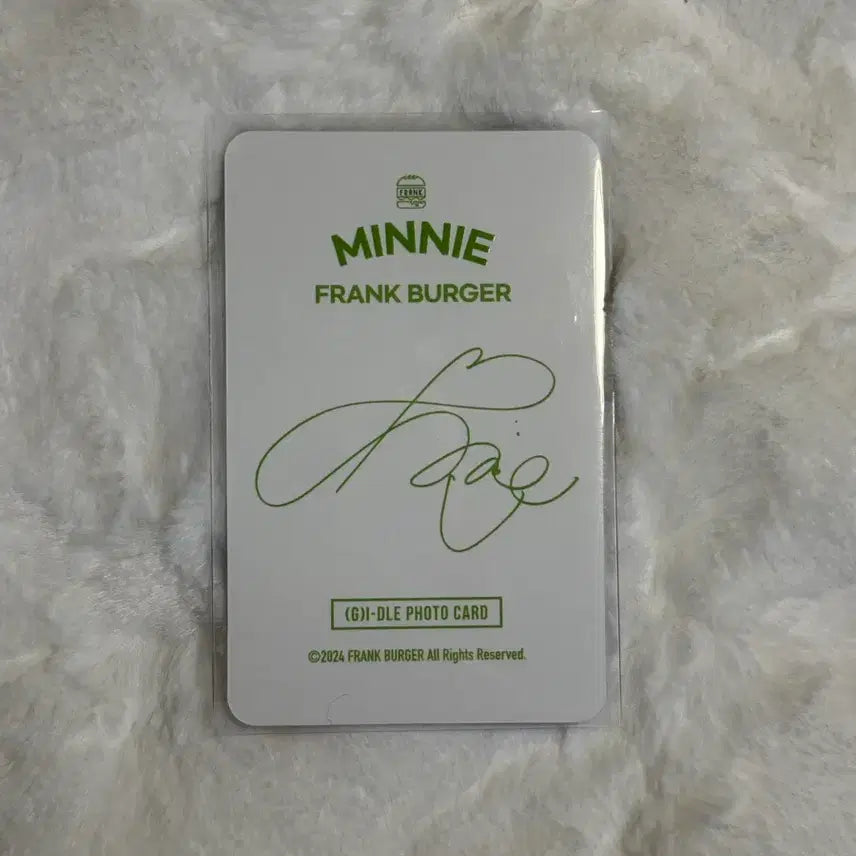 FRANK
MINNIE
FRANK BURGER
(G)I-DLE PHOTO CARD
©2024 FRANK BURGER All Rights Reserved.